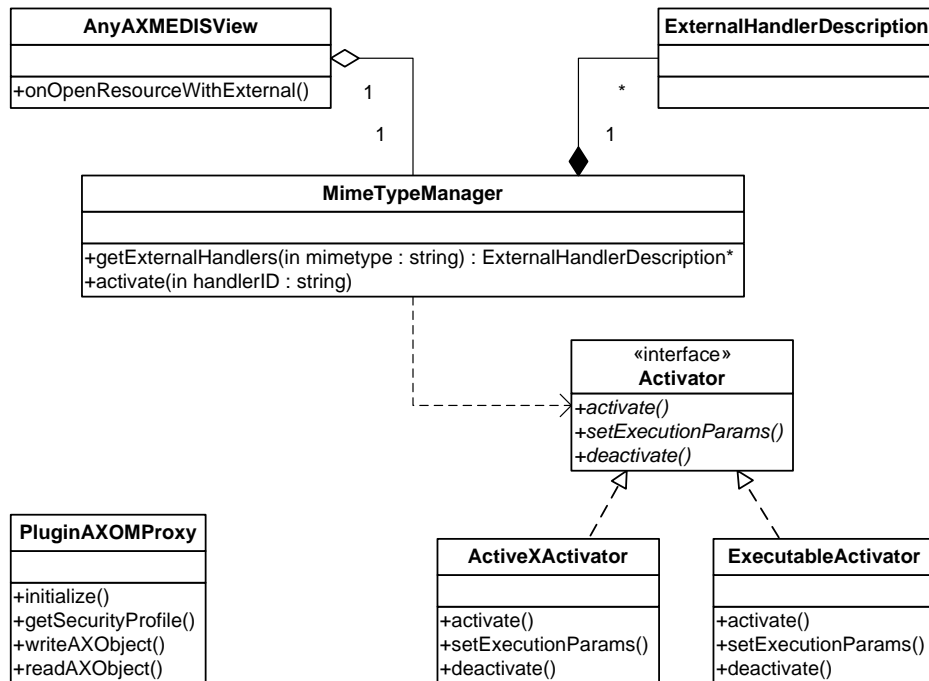 AnyAXMEDISView
+onOpenResourceWithExternal()
ExternalHandlerDescription
1
1
*
1
MimeTypeManager
+getExternalHandlers(in mimetype : string) : ExternalHandlerDescription*
+activate(in handlerID : string)
«interface»
Activator
+activate()
+setExecutionParams()
+deactivate()
PluginAXOMProxy
+initialize()
+getSecurityProfile()
+writeAXObject()
+readAXObject()
ActiveXActivator
+activate()
+setExecutionParams()
+deactivate()
ExecutableActivator
+activate()
+setExecutionParams()
+deactivate()